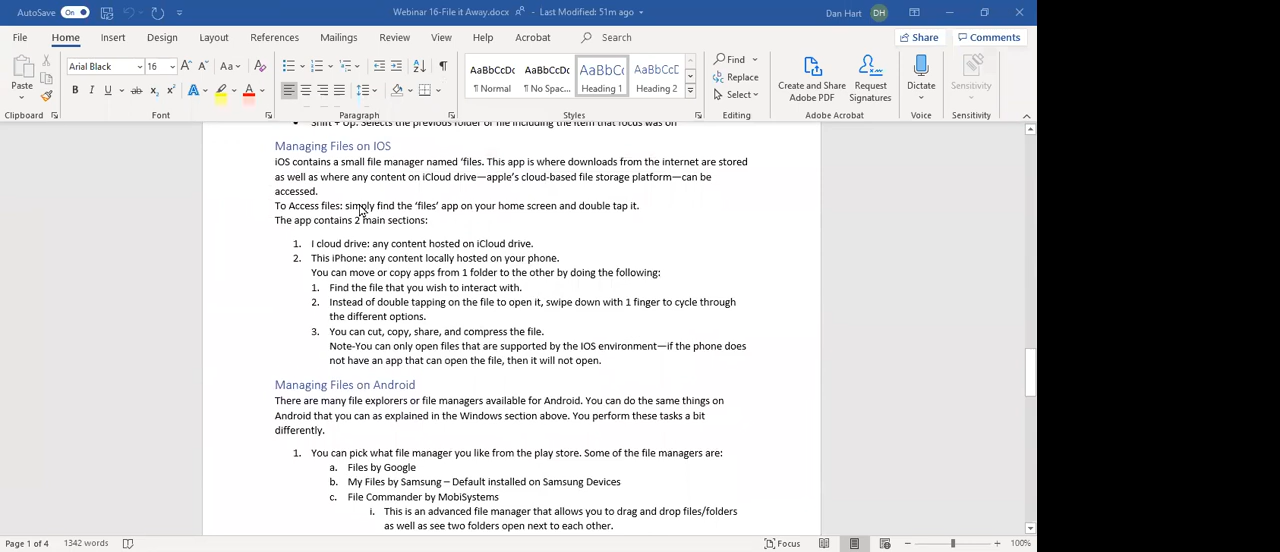 AutoSave On Webinar 16-File it Away.docx - Last Modified: 51m ago Dan Hart DH
File Home Insert Design Layout References Mailings Review View Help Acrobat Search Share Comments
Paste Arial Black 16 A A Aa A
B I U ab x₂ x² A A
AaBbCcDc AaBbCcDc AaBbCc AaBbCcD
¶ Normal ¶ No Spac... Heading 1 Heading 2
Find
Replace
Select
Create and Share Adobe PDF
Request Signatures
Dictate
Sensitivity
Clipboard Font Paragraph Styles Editing Adobe Acrobat Voice Sensitivity
• Shift + Up: Selects the previous folder or file including the item that focus was on
Managing Files on IOS
iOS contains a small file manager named ‘files. This app is where downloads from the internet are stored
as well as where any content on iCloud drive—apple’s cloud-based file storage platform—can be
accessed.
To Access files: simply find the ‘files’ app on your home screen and double tap it.
The app contains 2 main sections:
1. I cloud drive: any content hosted on iCloud drive.
2. This iPhone: any content locally hosted on your phone.
You can move or copy apps from 1 folder to the other by doing the following:
1. Find the file that you wish to interact with.
2. Instead of double tapping on the file to open it, swipe down with 1 finger to cycle through
the different options.
3. You can cut, copy, share, and compress the file.
Note-You can only open files that are supported by the IOS environment—if the phone does
not have an app that can open the file, then it will not open.
Managing Files on Android
There are many file explorers or file managers available for Android. You can do the same things on
Android that you can as explained in the Windows section above. You perform these tasks a bit
differently.
1. You can pick what file manager you like from the play store. Some of the file managers are:
a. Files by Google
b. My Files by Samsung – Default installed on Samsung Devices
c. File Commander by MobiSystems
i. This is an advanced file manager that allows you to drag and drop files/folders
as well as see two folders open next to each other.
Page 1 of 4 1342 words Focus 100%